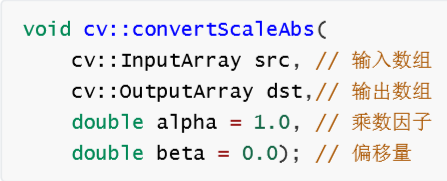 void cv::convertScaleAbs(
cv::InputArray src, // 输入数组
cv::OutputArray dst,// 输出数组
double alpha = 1.0, // 乘数因子
double beta = 0.0); // 偏移量